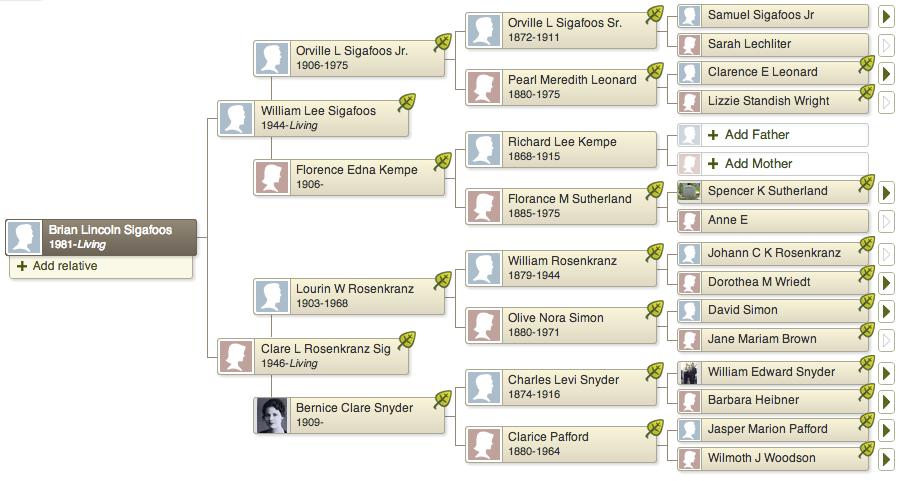 Brian Lincoln Sigafoos
1981-Living
+ Add relative
William Lee Sigafoos
1944-Living
Clare L Rosenkranz Sig
1946-Living
Orville L Sigafoos Jr.
1906-1975
Florence Edna Kempe
1906-
Lourin W Rosenkranz
1903-1968
Bernice Clare Snyder
1909-
Orville L Sigafoos Sr.
1872-1911
Pearl Meredith Leonard
1880-1975
Richard Lee Kempe
1868-1915
Florance M Sutherland
1885-1975
William Rosenkranz
1879-1944
Olive Nora Simon
1880-1971
Charles Levi Snyder
1874-1916
Clarice Pafford
1880-1964
Samuel Sigafoos Jr
Sarah Lechliter
Clarence E Leonard
Lizzie Standish Wright
+ Add Father
+ Add Mother
Spencer K Sutherland
Anne E
Johann C K Rosenkranz
Dorothea M Wriedt
David Simon
Jane Mariam Brown
William Edward Snyder
Barbara Heibner
Jasper Marion Pafford
Wilmoth J Woodson